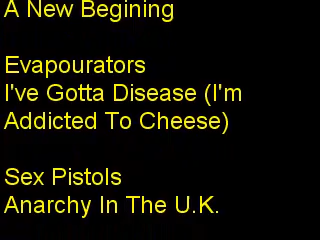 A New Begining
Evapourators
I've Gotta Disease (I'm
Addicted To Cheese)
Sex Pistols
Anarchy In The U.K.